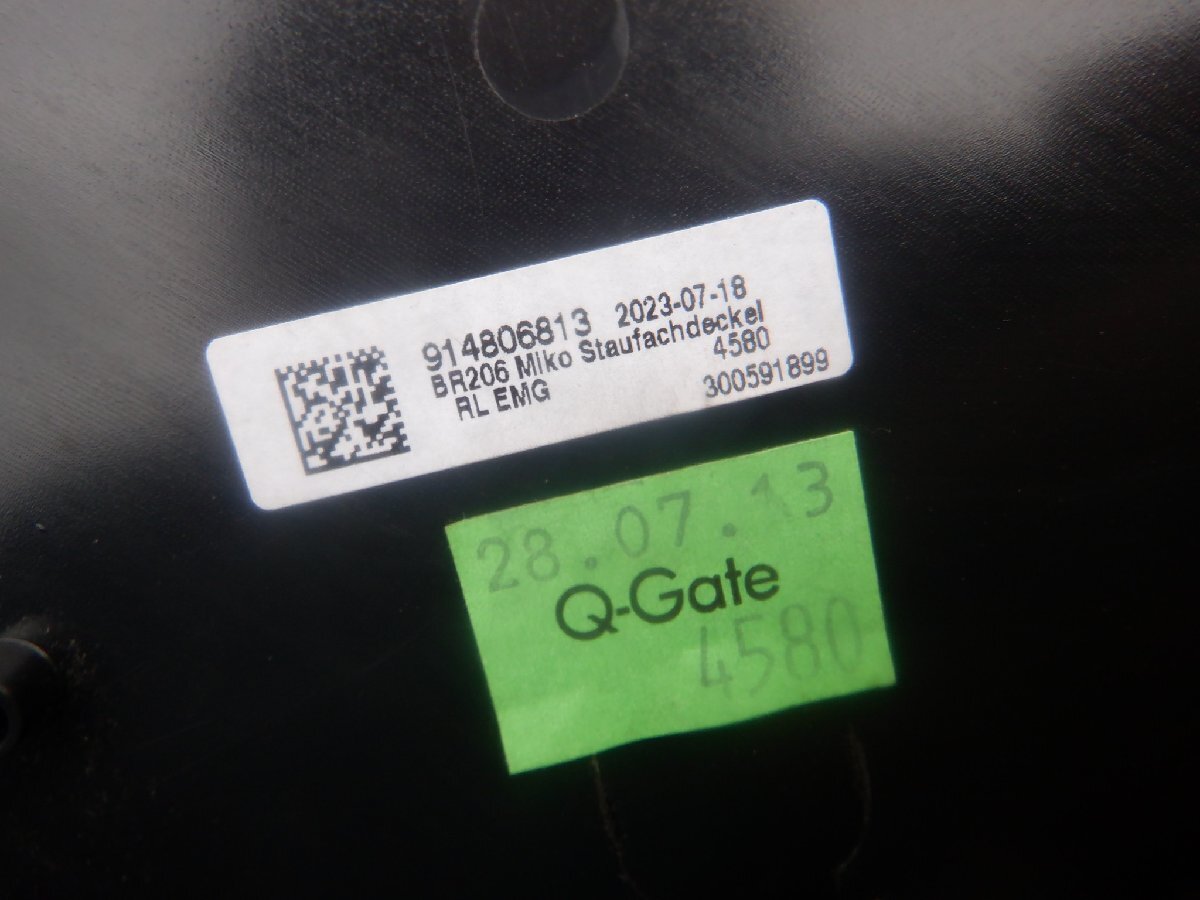 914806813 2023-07-18
BR206 Miko Staufachdeckel
RL EMG 4580
300591899
28.07.13
Q-Gate
4580